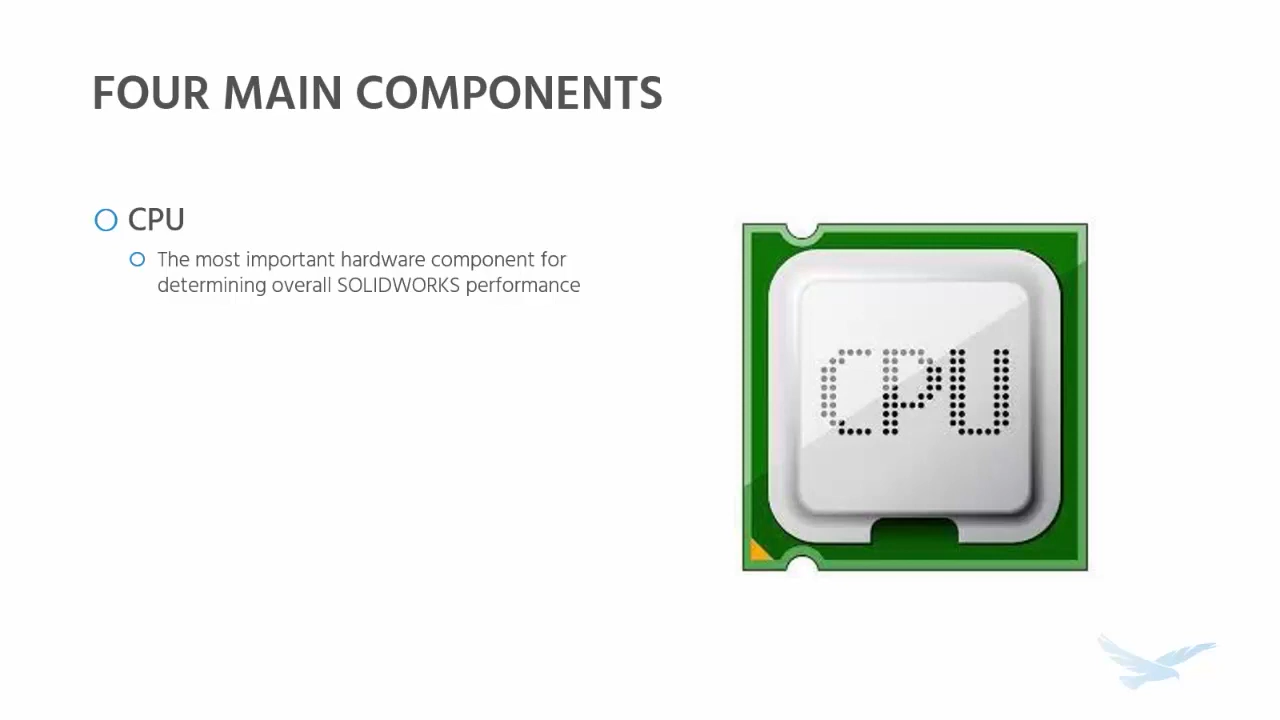 FOUR MAIN COMPONENTS
CPU
The most important hardware component for
determining overall SOLIDWORKS performance
CPU